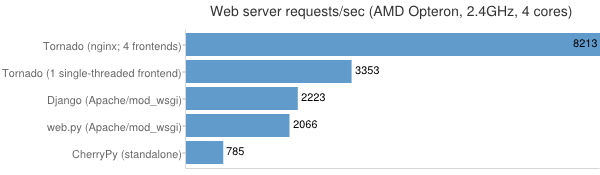 Web server requests/sec (AMD Opteron, 2.4GHz, 4 cores)
Tornado (nginx; 4 frontends) 8213
Tornado (1 single-threaded frontend) 3353
Django (Apache/mod_wsgi) 2223
web.py (Apache/mod_wsgi) 2066
CherryPy (standalone) 785